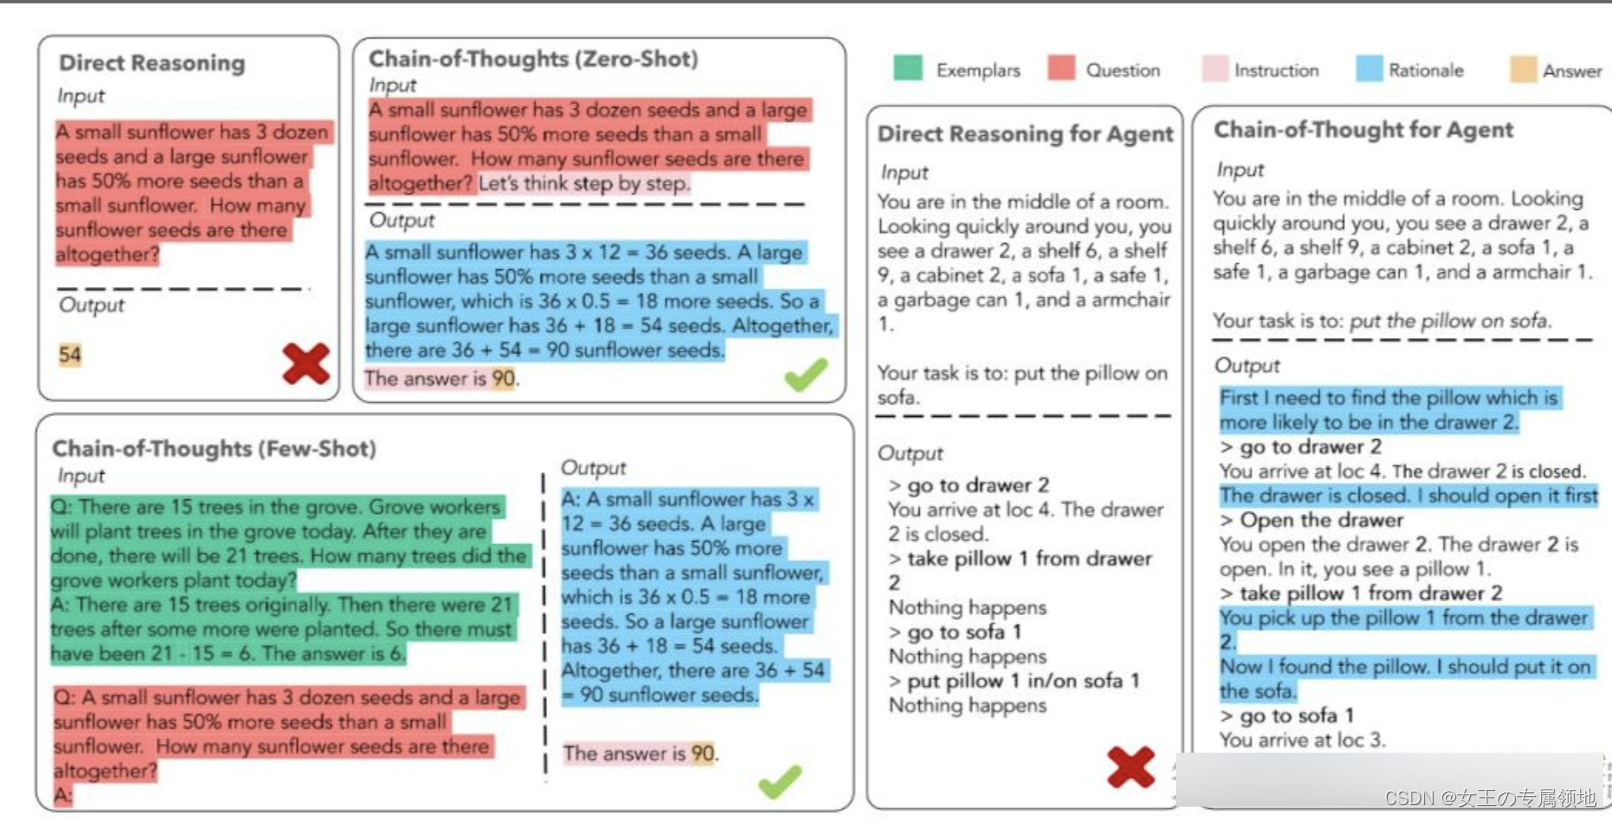 Direct Reasoning
Input
A small sunflower has 3 dozen
seeds and a large sunflower
has 50% more seeds than a
small sunflower. How many
sunflower seeds are there
altogether?
Output
54
Chain-of-Thoughts (Zero-Shot)
Input
A small sunflower has 3 dozen seeds and a large
sunflower has 50% more seeds than a small
sunflower. How many sunflower seeds are there
altogether? Let's think step by step.
Output
A small sunflower has 3 x 12 = 36 seeds. A large
sunflower has 50% more seeds than a small
sunflower, which is 36 x 0.5 = 18 more seeds. So a
large sunflower has 36 + 18 = 54 seeds. Altogether,
there are 36 + 54 = 90 sunflower seeds.
The answer is 90.
Chain-of-Thoughts (Few-Shot)
Input
Q: There are 15 trees in the grove. Grove workers
will plant trees in the grove today. After they are
done, there will be 21 trees. How many trees did the
grove workers plant today?
A: There are 15 trees originally. Then there were 21
trees after some more were planted. So there must
have been 21 - 15 = 6. The answer is 6.
Q: A small sunflower has 3 dozen seeds and a large
sunflower has 50% more seeds than a small
sunflower. How many sunflower seeds are there
altogether?
A:
Output
A: A small sunflower has 3 x
12 = 36 seeds. A large
sunflower has 50% more
seeds than a small sunflower,
which is 36 x 0.5 = 18 more
seeds. So a large sunflower
has 36 + 18 = 54 seeds.
Altogether, there are 36 + 54
= 90 sunflower seeds.
The answer is 90.
Exemplars Question Instruction Rationale Answer
Direct Reasoning for Agent
Input
You are in the middle of a room.
Looking quickly around you, you
see a drawer 2, a shelf 6, a shelf
9, a cabinet 2, a sofa 1, a safe 1,
a garbage can 1, and a armchair
1.
Your task is to: put the pillow on
sofa.
Output
> go to drawer 2
You arrive at loc 4. The drawer
2 is closed.
> take pillow 1 from drawer
2
Nothing happens
> go to sofa 1
Nothing happens
> put pillow 1 in/on sofa 1
Nothing happens
Chain-of-Thought for Agent
Input
You are in the middle of a room. Looking
quickly around you, you see a drawer 2, a
shelf 6, a shelf 9, a cabinet 2, a sofa 1, a
safe 1, a garbage can 1, and a armchair 1.
Your task is to: put the pillow on sofa.
Output
First I need to find the pillow which is
more likely to be in the drawer 2.
> go to drawer 2
You arrive at loc 4. The drawer 2 is closed.
The drawer is closed. I should open it first
> Open the drawer
You open the drawer 2. The drawer 2 is
open. In it, you see a pillow 1.
> take pillow 1 from drawer 2
You pick up the pillow 1 from the drawer
2.
Now I found the pillow. I should put it on
the sofa.
> go to sofa 1
You arrive at loc 3.
CSDN @女王の专属领地